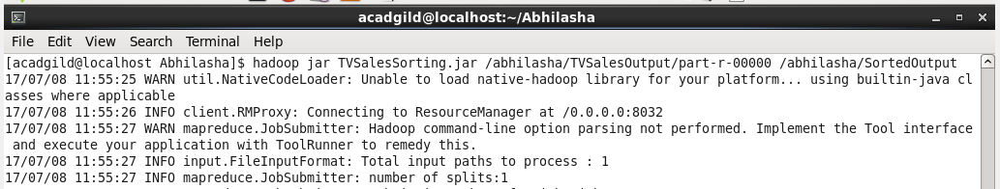 acadgild@localhost:~/Abhilasha
File Edit View Search Terminal Help
[acadgild@localhost Abhilasha]$ hadoop jar TVSalesSorting.jar /abhilasha/TVSalesOutput/part-r-00000 /abhilasha/SortedOutput
17/07/08 11:55:25 WARN util.NativeCodeLoader: Unable to load native-hadoop library for your platform... using builtin-java cl
asses where applicable
17/07/08 11:55:26 INFO client.RMProxy: Connecting to ResourceManager at /0.0.0.0:8032
17/07/08 11:55:27 WARN mapreduce.JobSubmitter: Hadoop command-line option parsing not performed. Implement the Tool interface
 and execute your application with ToolRunner to remedy this.
17/07/08 11:55:27 INFO input.FileInputFormat: Total input paths to process : 1
17/07/08 11:55:27 INFO mapreduce.JobSubmitter: number of splits:1